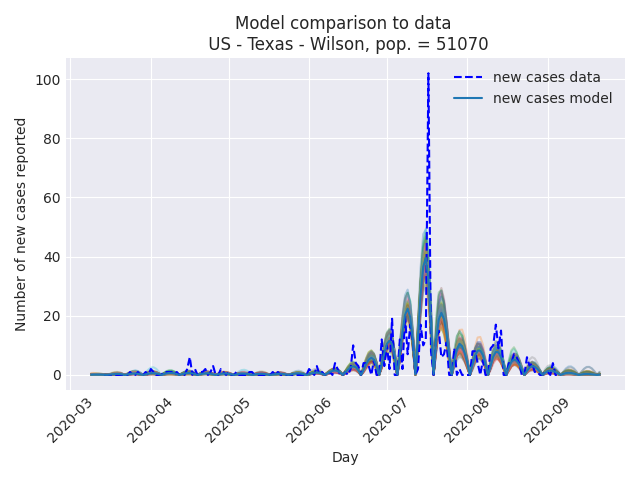 Model comparison to data
US - Texas - Wilson, pop. = 51070
new cases data
new cases model
Number of new cases reported
100
80
60
40
20
0
2020-03
2020-04
2020-05
2020-06
2020-07
2020-08
2020-09
Day